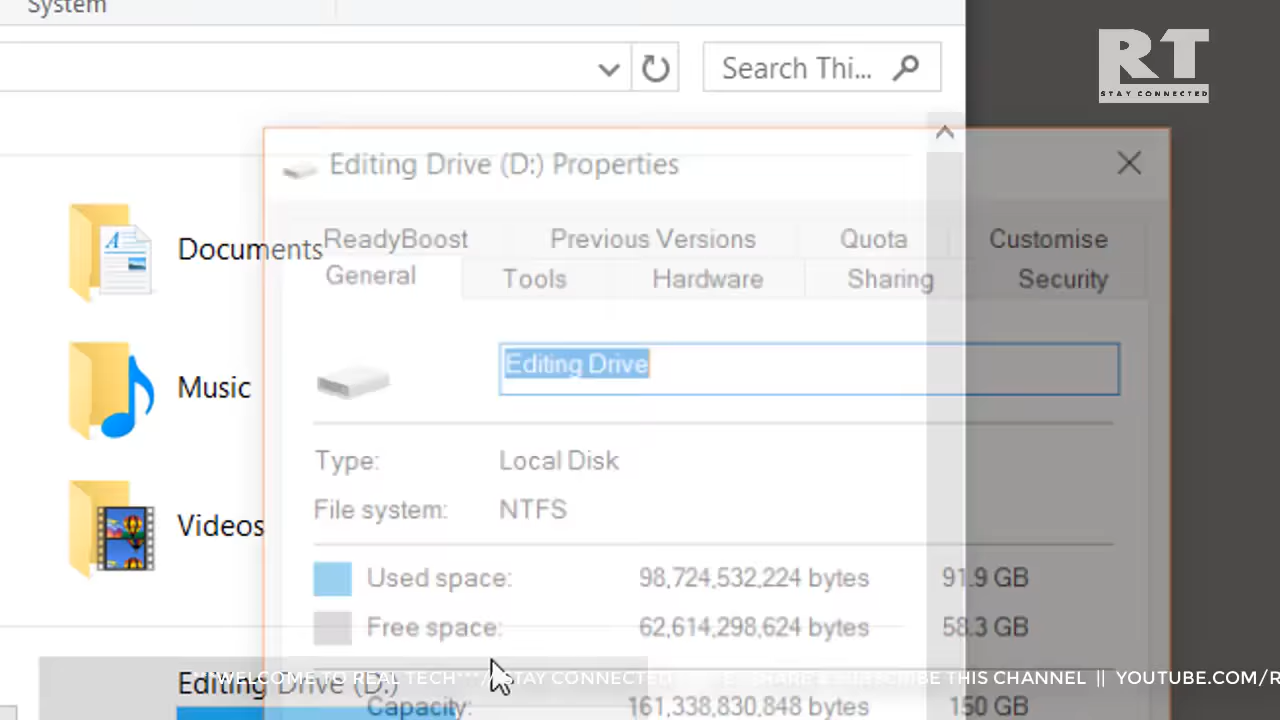 System
Search Thi...
RT
STAY CONNECTED
Editing Drive (D:) Properties
ReadyBoost Previous Versions Quota Customise
General Tools Hardware Sharing Security
Documents
Editing Drive
Music
Type: Local Disk
File system: NTFS
Videos
Used space: 98,724,532,224 bytes 91.9 GB
Free space: 62,614,298,624 bytes 58.3 GB
Editing Drive (D:)
WELCOME TO REAL TECH***// STAY CONNECTED SHARE & SUBSCRIBE THIS CHANNEL || YOUTUBE.COM/R
Capacity: 161,338,830,848 bytes 150 GB